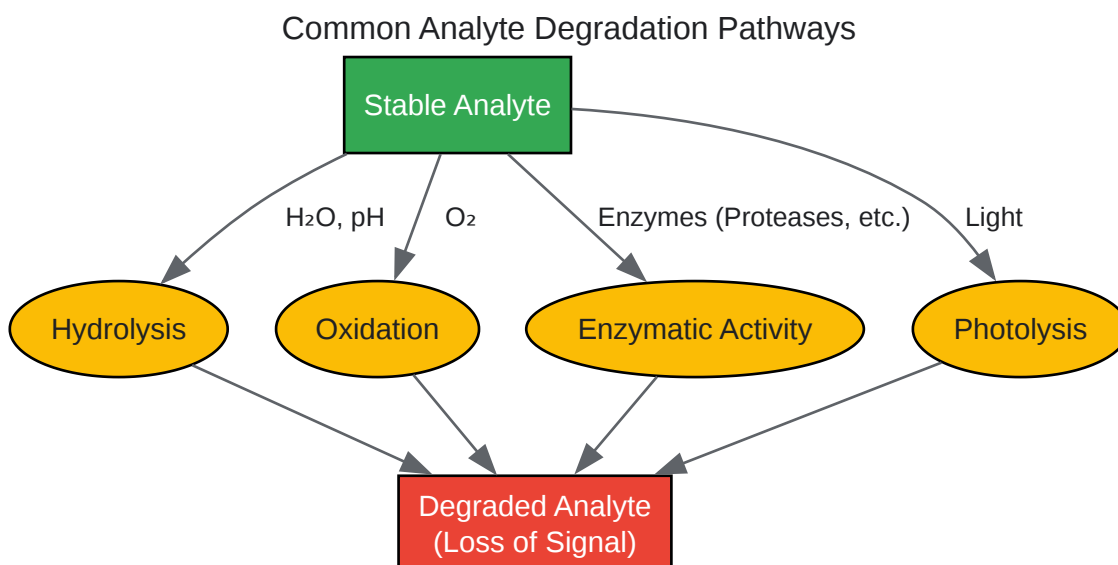 Common Analyte Degradation Pathways
Stable Analyte
H₂O, pH
O₂
Enzymes (Proteases, etc.)
Light
Hydrolysis
Oxidation
Enzymatic Activity
Photolysis
Degraded Analyte
(Loss of Signal)